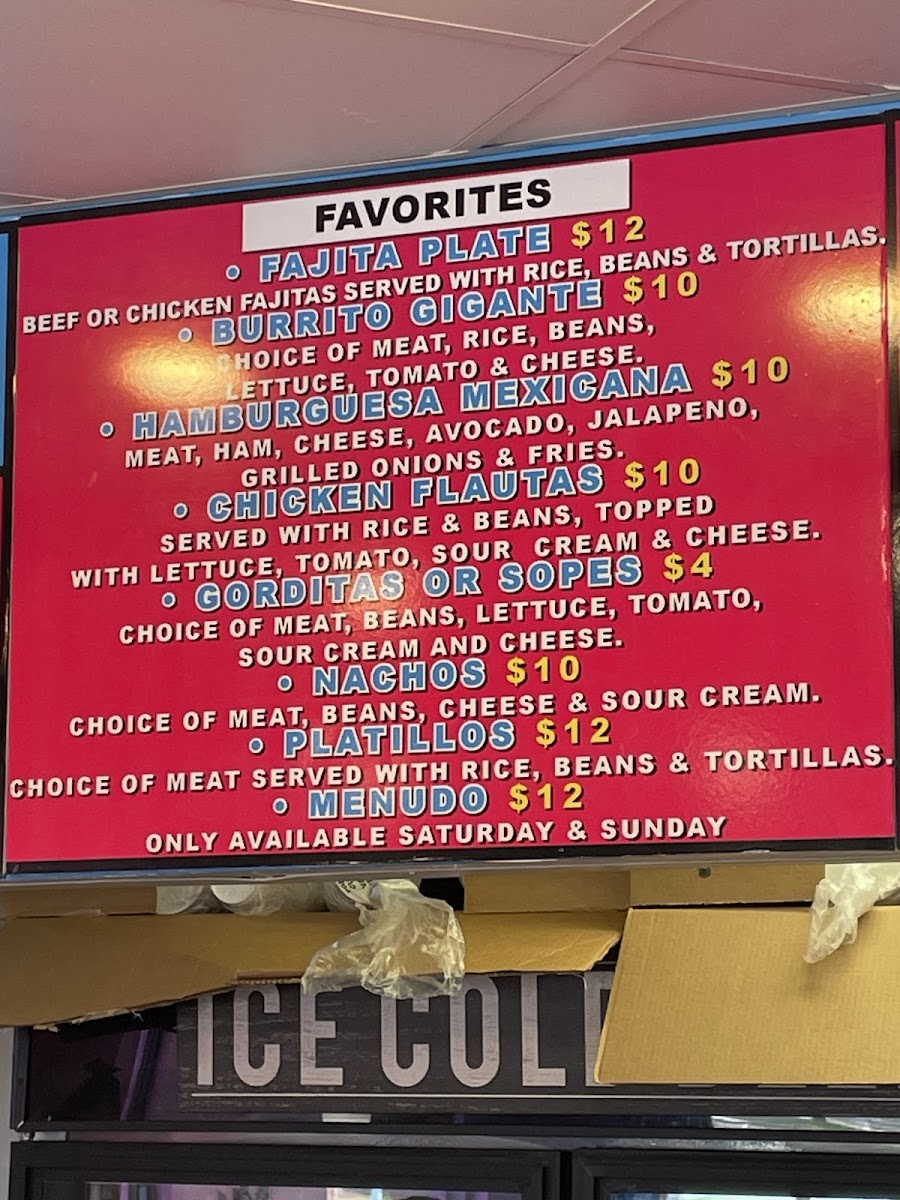 FAVORITES
• FAJITA PLATE $12
BEEF OR CHICKEN FAJITAS SERVED WITH RICE, BEANS & TORTILLAS.
• BURRITO GIGANTE $10
CHOICE OF MEAT, RICE, BEANS,
LETTUCE, TOMATO & CHEESE.
• HAMBURGUESA MEXICANA $10
MEAT, HAM, CHEESE, AVOCADO, JALAPENO,
GRILLED ONIONS & FRIES.
• CHICKEN FLAUTAS $10
SERVED WITH RICE & BEANS, TOPPED
WITH LETTUCE, TOMATO, SOUR CREAM & CHEESE.
• GORDITAS OR SOPES $4
CHOICE OF MEAT, BEANS, LETTUCE, TOMATO,
SOUR CREAM AND CHEESE.
• NACHOS $10
CHOICE OF MEAT, BEANS, CHEESE & SOUR CREAM.
• PLATILLOS $12
CHOICE OF MEAT SERVED WITH RICE, BEANS & TORTILLAS.
• MENUDO $12
ONLY AVAILABLE SATURDAY & SUNDAY
ICE COLD